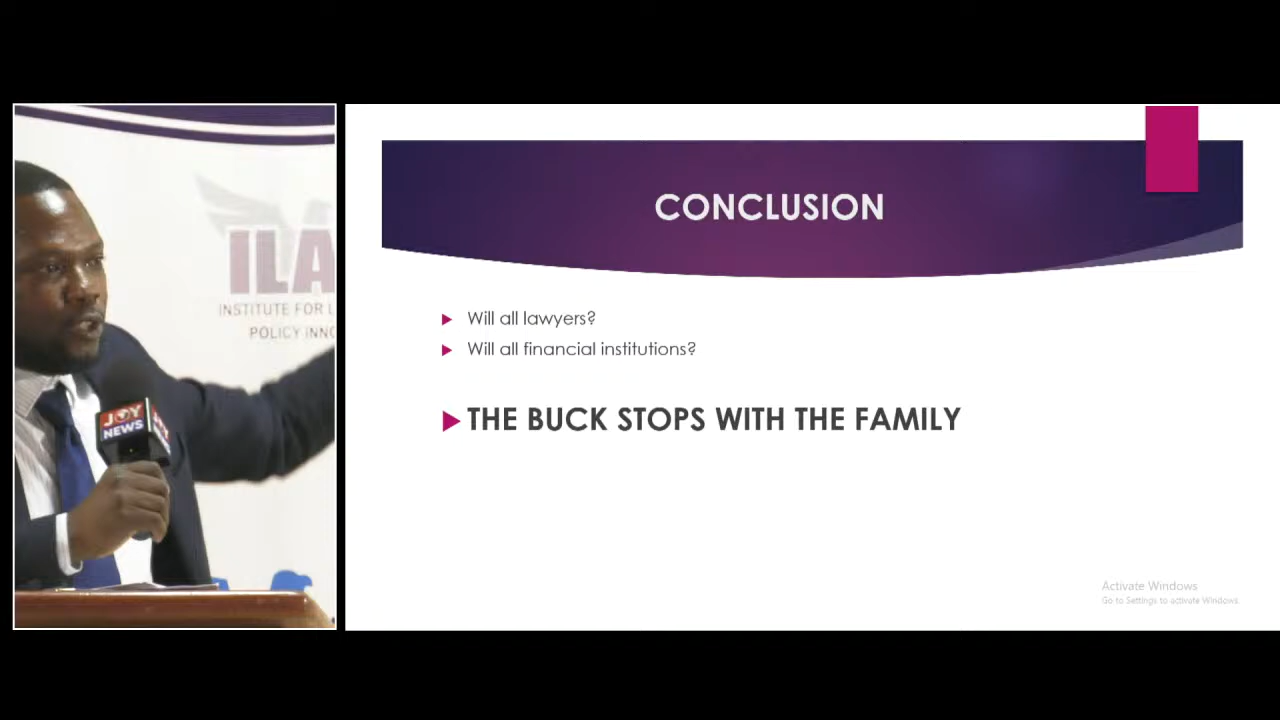 ILA
INSTITUTE FOR L
POLICY INNO
JOY
NEWS
CONCLUSION
Will all lawyers?
Will all financial institutions?
THE BUCK STOPS WITH THE FAMILY
Activate Windows
Go to Settings to activate Windows.